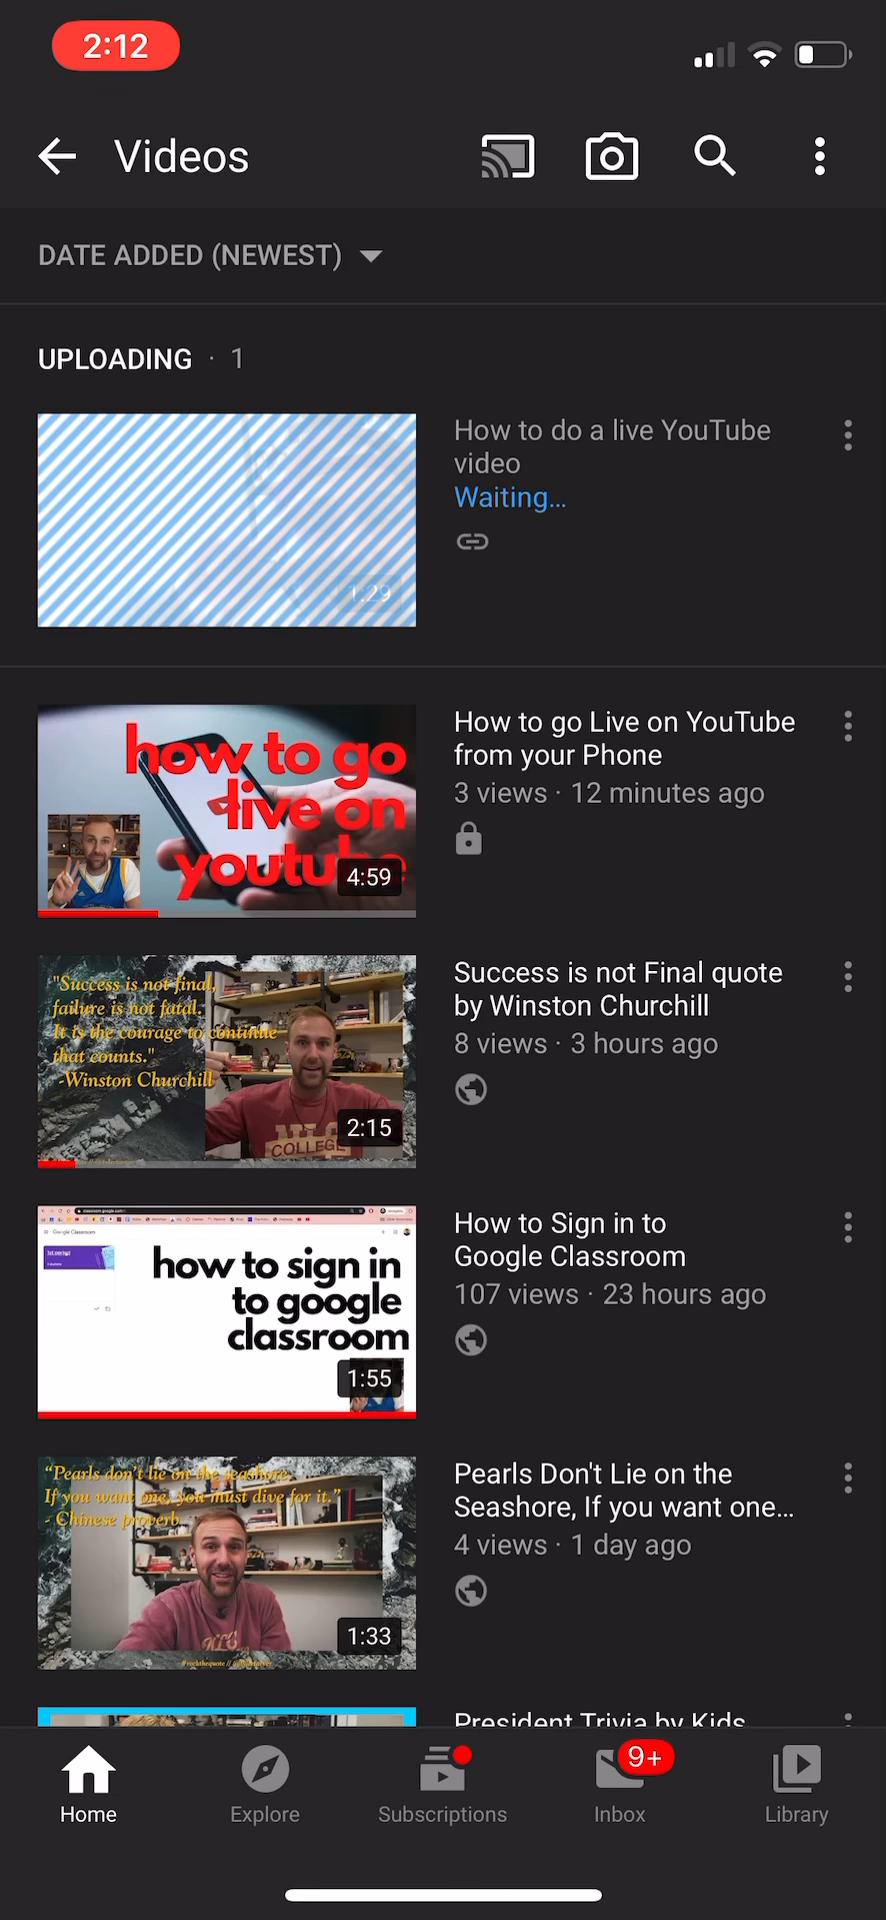 2:12
Videos
DATE ADDED (NEWEST)
UPLOADING · 1
How to do a live YouTube
video
Waiting...
1:29
how to go
live on
youtube
4:59
How to go Live on YouTube
from your Phone
3 views · 12 minutes ago
"Success is not final,
failure is not fatal.
It is the courage to continue
that counts."
-Winston Churchill
COLLEGE
2:15
Success is not Final quote
by Winston Churchill
8 views · 3 hours ago
Google Classroom
how to sign in
to google
classroom
1:55
How to Sign in to
Google Classroom
107 views · 23 hours ago
“Pearls don't lie on the seashore.
If you want one, you must dive for it.”
- Chinese proverb
1:33
Pearls Don't Lie on the
Seashore, If you want one...
4 views · 1 day ago
President Trivia by Kids
Home
Explore
Subscriptions
9+
Inbox
Library